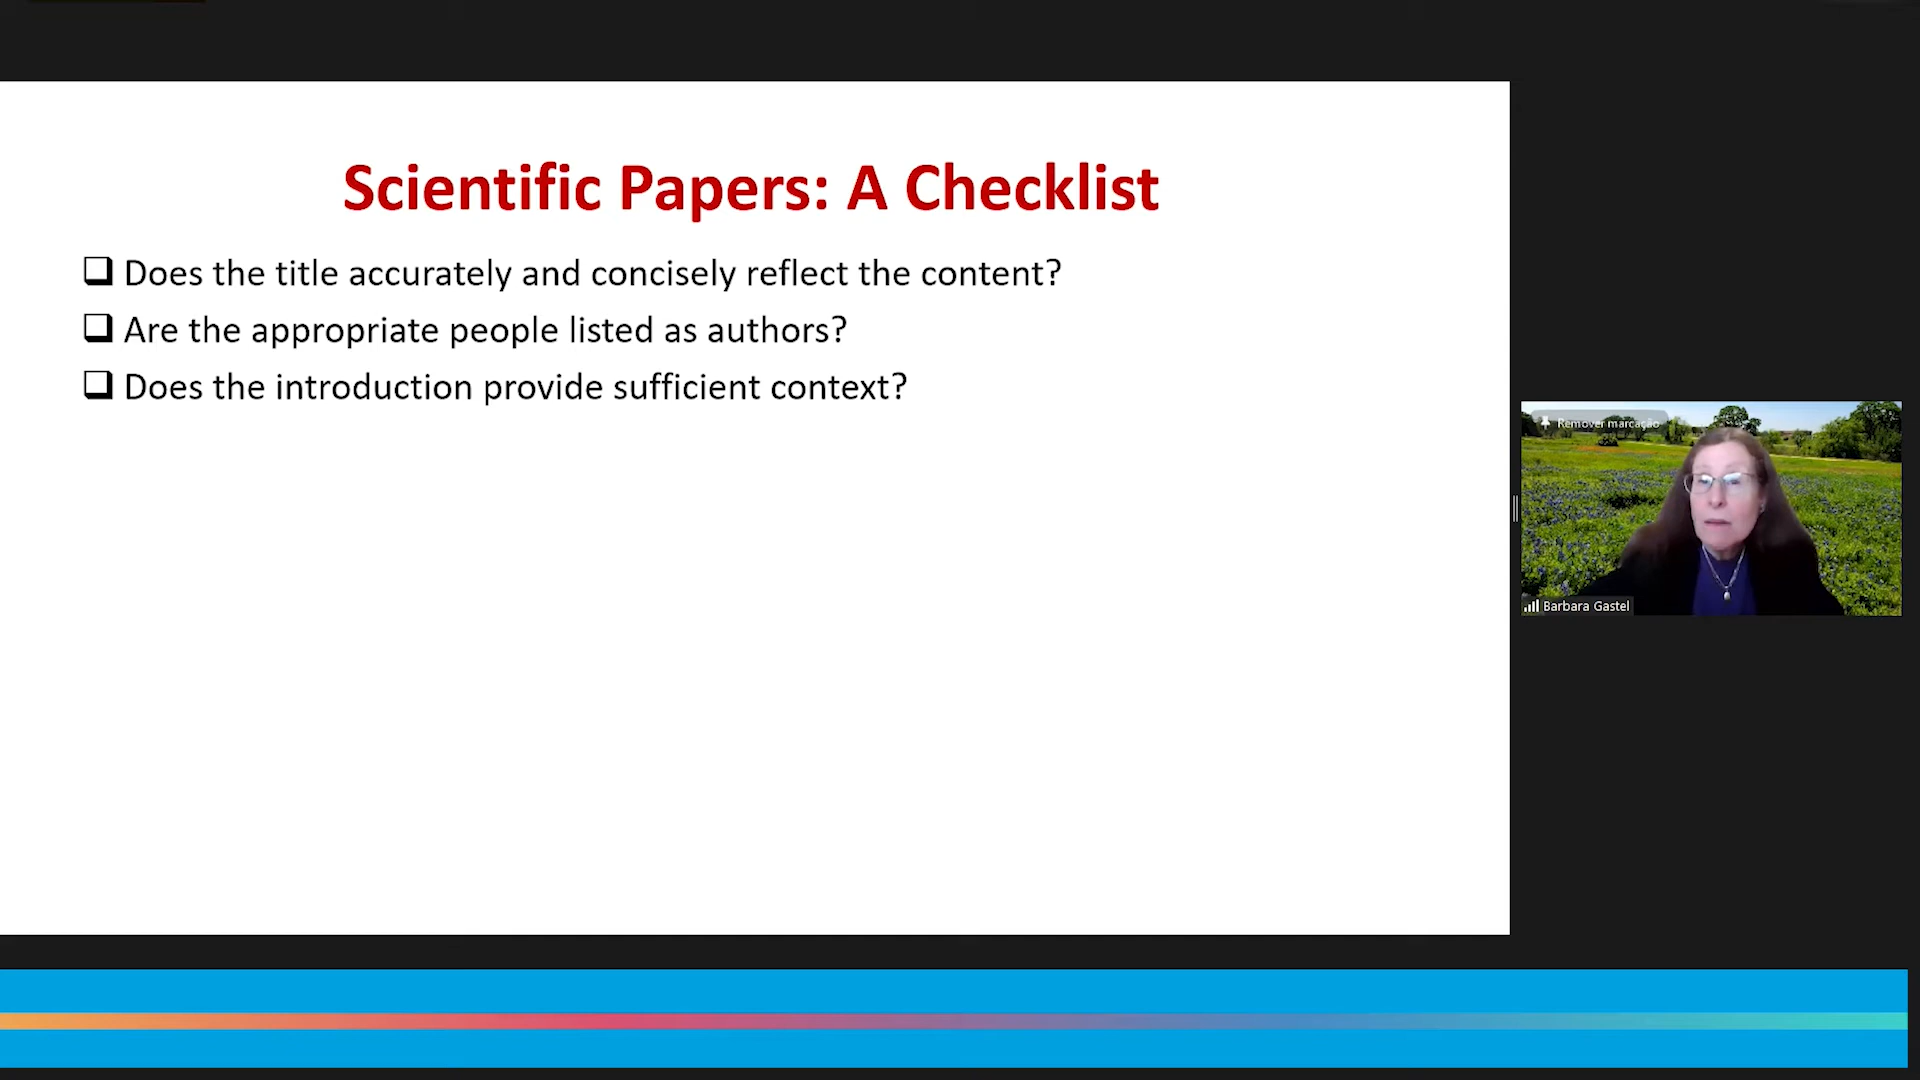 Scientific Papers: A Checklist
Does the title accurately and concisely reflect the content?
Are the appropriate people listed as authors?
Does the introduction provide sufficient context?
Remover marcação
Barbara Gastel